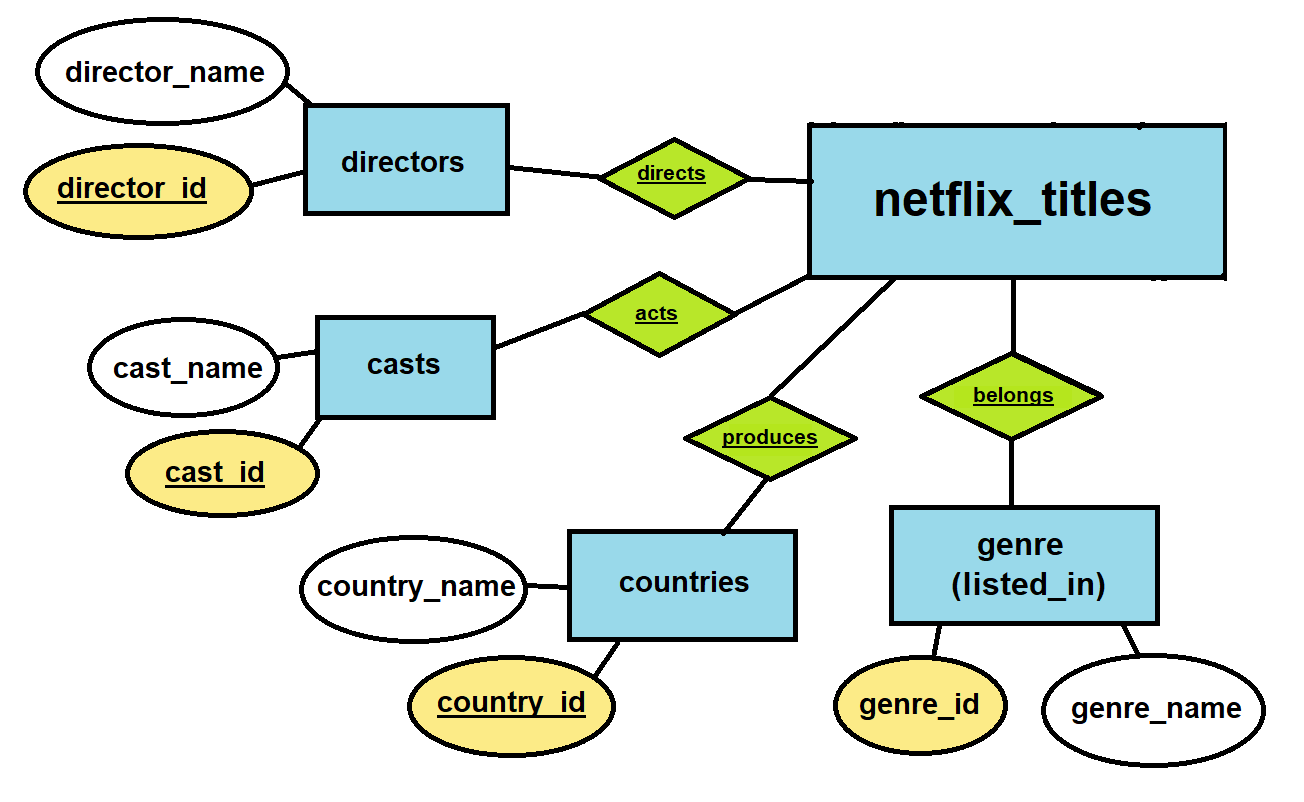 director_name
directors
director_id
directs
netflix_titles
acts
cast_name
casts
cast_id
produces
belongs
country_name
countries
country_id
genre
(listed_in)
genre_id
genre_name